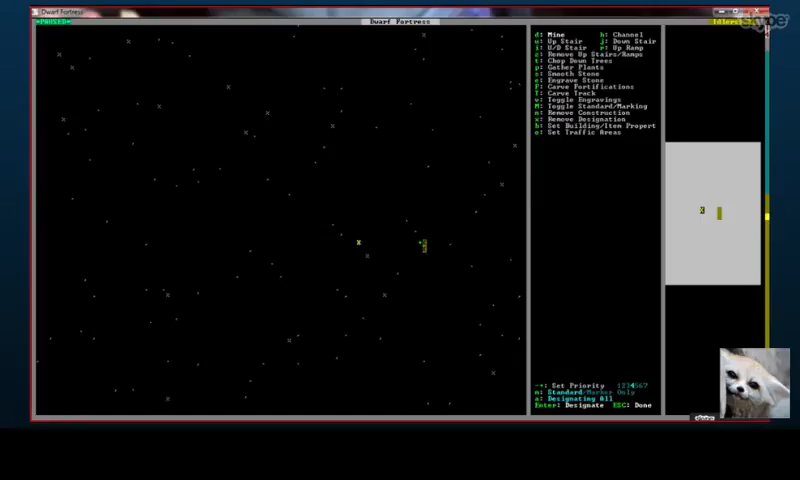 Dwarf Fortress
*PAUSED*
Dwarf Fortress
Idlers
skype
d: Mine h: Channel
u: Up Stair j: Down Stair
i: U/D Stair r: Up Ramp
z: Remove Up Stairs/Ramps
t: Chop Down Trees
p: Gather Plants
s: Smooth Stone
e: Engrave Stone
F: Carve Fortifications
T: Carve Track
v: Toggle Engravings
M: Toggle Standard/Marking
n: Remove Construction
x: Remove Designation
b: Set Building/Item Propert
o: Set Traffic Areas
-+: Set Priority 1234567
m: Standard/Marker Only
a: Designating All
Enter: Designate ESC: Done